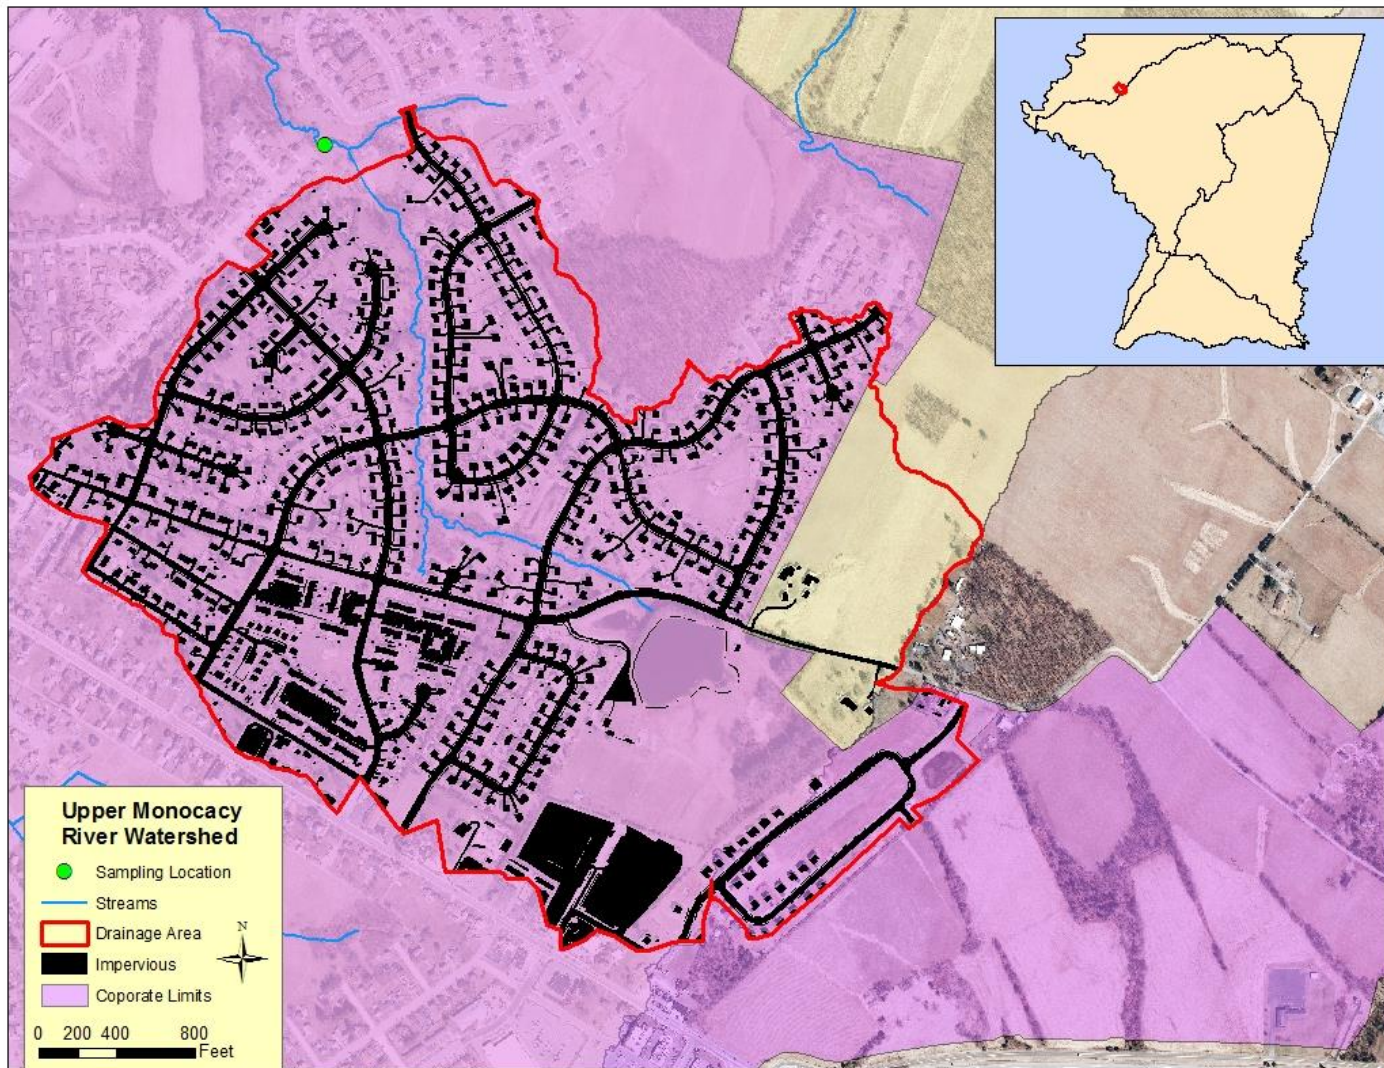 Upper Monocacy
River Watershed
Sampling Location
Streams
Drainage Area
N
Impervious
Coporate Limits
0 200 400 800
Feet